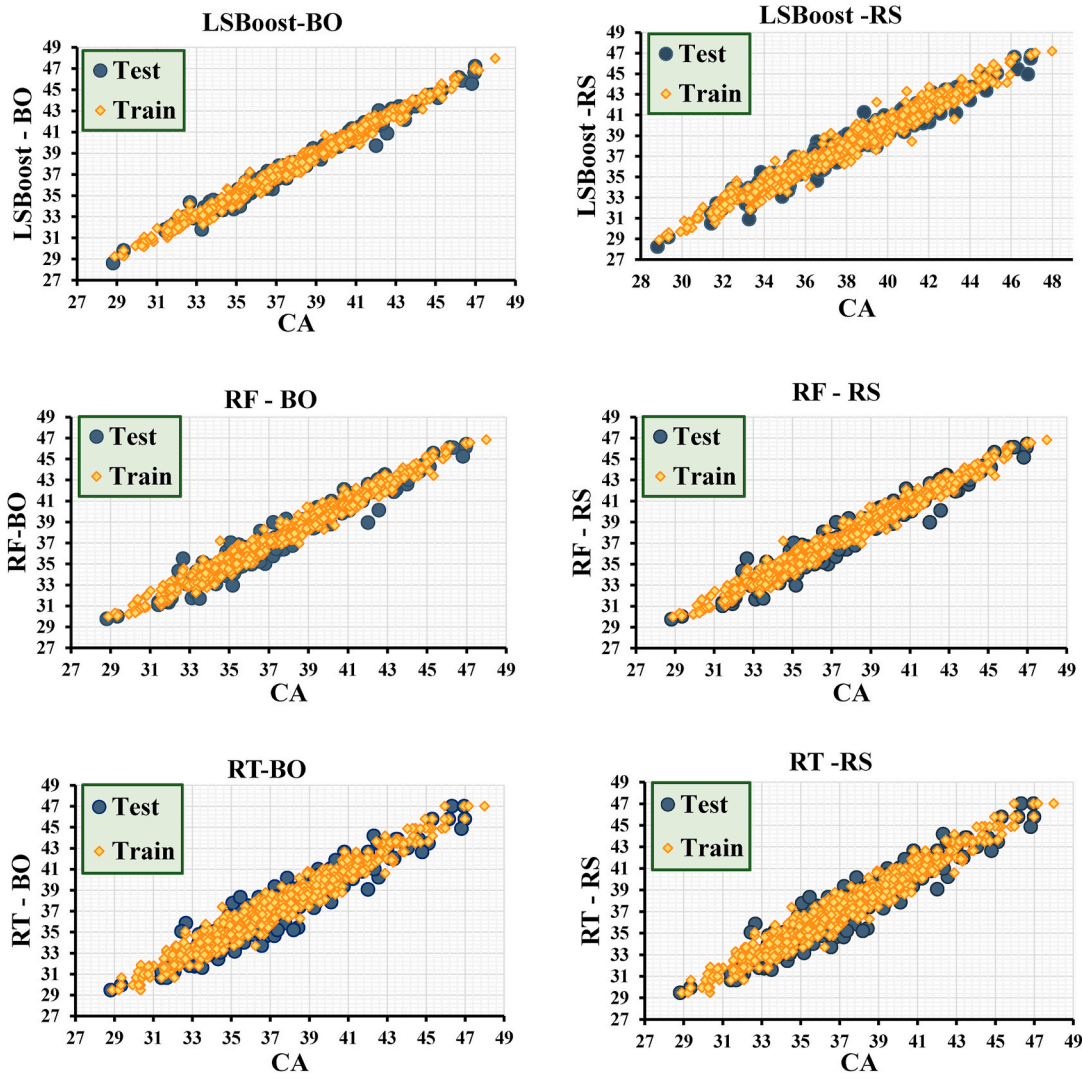 LSBoost-BO
LSBoost - BO
Test
Train
49
47
45
43
41
39
37
35
33
31
29
27
27 29 31 33 35 37 39 41 43 45 47 49
CA
LSBoost -RS
LSBoost -RS
Test
Train
49
47
45
43
41
39
37
35
33
31
29
27
28 30 32 34 36 38 40 42 44 46 48
CA
RF - BO
RF-BO
Test
Train
49
47
45
43
41
39
37
35
33
31
29
27
27 29 31 33 35 37 39 41 43 45 47 49
CA
RF - RS
RF - RS
Test
Train
49
47
45
43
41
39
37
35
33
31
29
27
27 29 31 33 35 37 39 41 43 45 47 49
CA
RT-BO
RT - BO
Test
Train
49
47
45
43
41
39
37
35
33
31
29
27
27 29 31 33 35 37 39 41 43 45 47 49
CA
RT -RS
RT - RS
Test
Train
49
47
45
43
41
39
37
35
33
31
29
27
27 29 31 33 35 37 39 41 43 45 47 49
CA